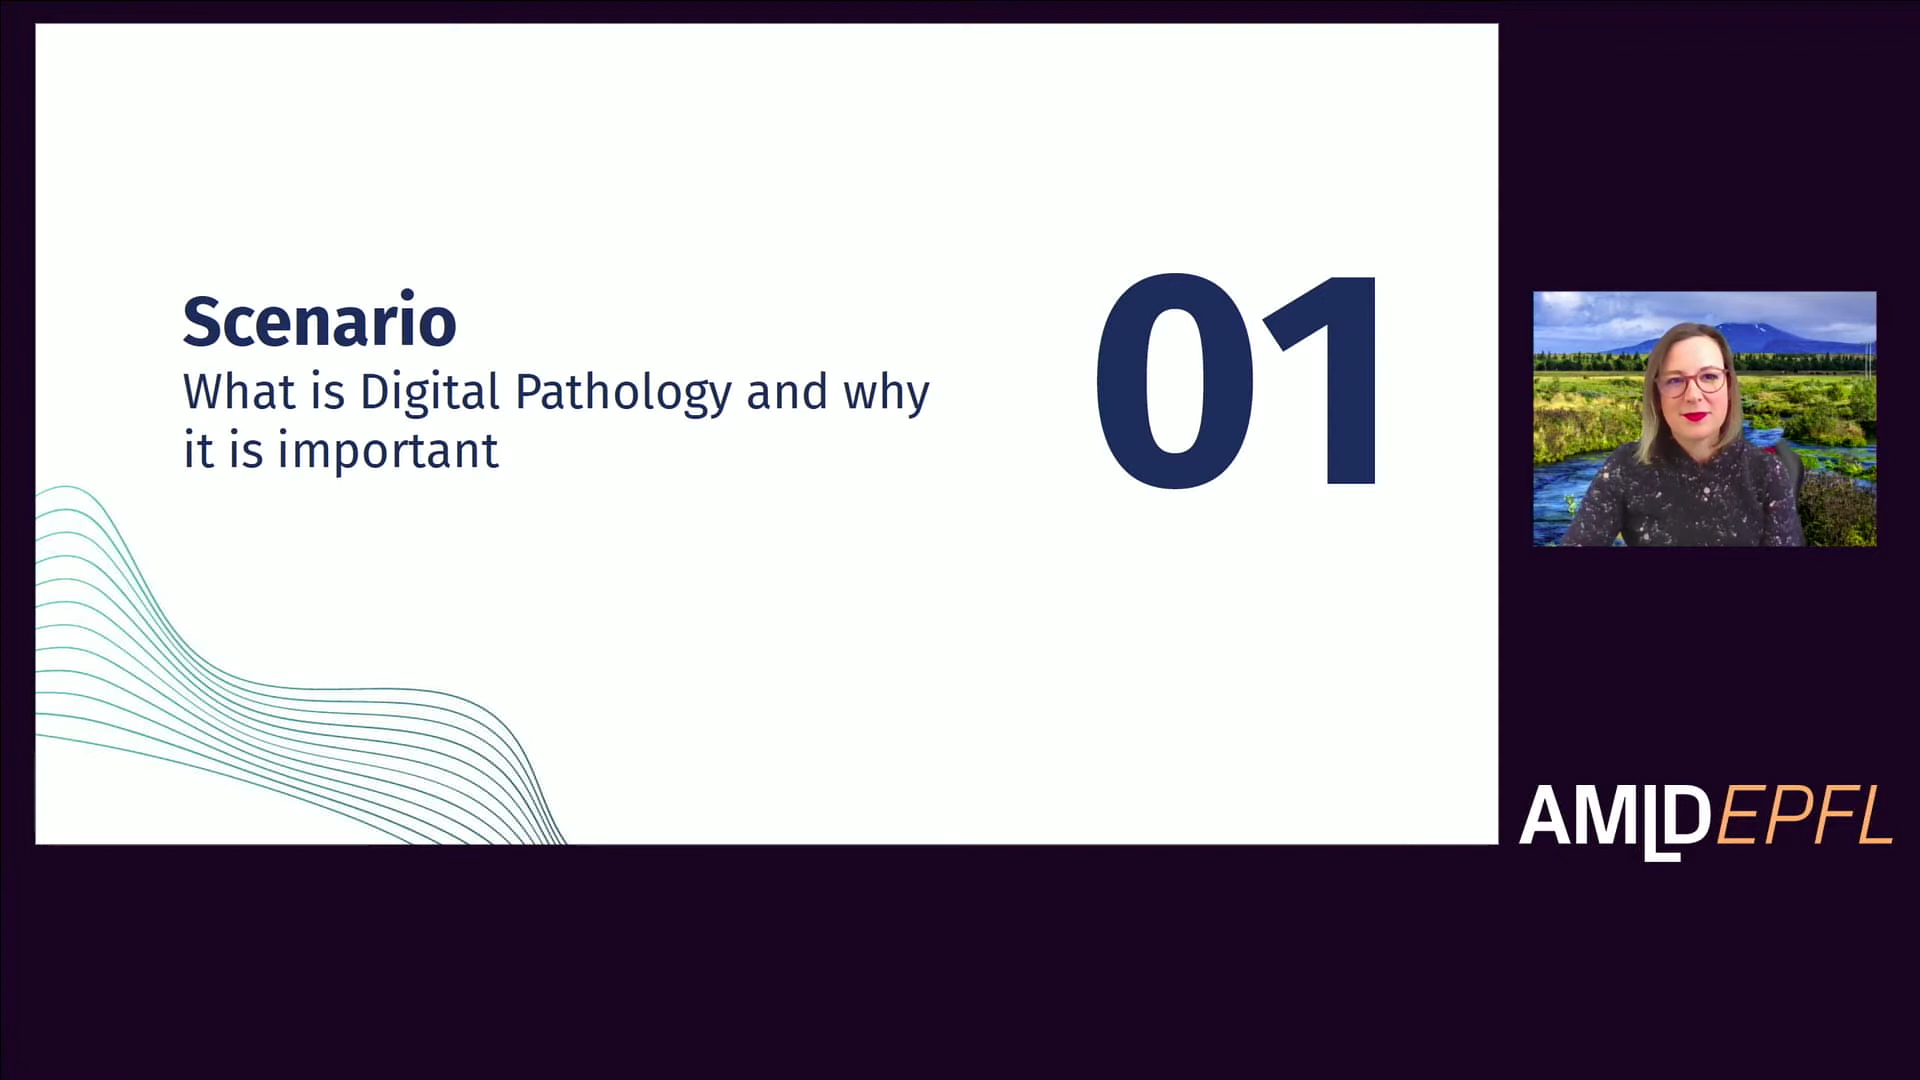 Scenario
What is Digital Pathology and why
it is important
01
AMLDEPFL